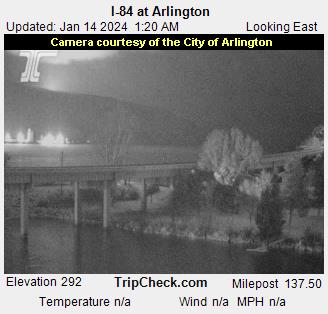 I-84 at Arlington
Updated: Jan 14 2024 1:20 AM Looking East
Camera courtesy of the City of Arlington
Elevation 292 TripCheck.com Milepost 137.50
Temperature n/a Wind n/a MPH n/a